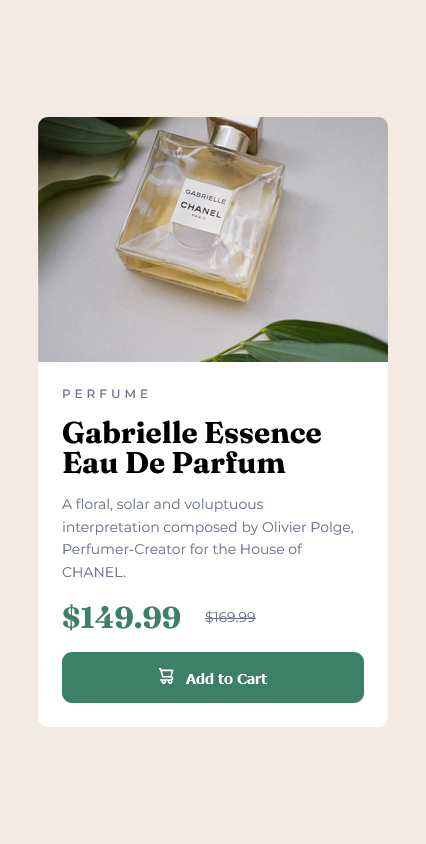 GABRIELLE
CHANEL
PARIS
PERFUME
Gabrielle Essence
Eau De Parfum
A floral, solar and voluptuous
interpretation composed by Olivier Polge,
Perfumer-Creator for the House of
CHANEL.
$149.99 $169.99
Add to Cart